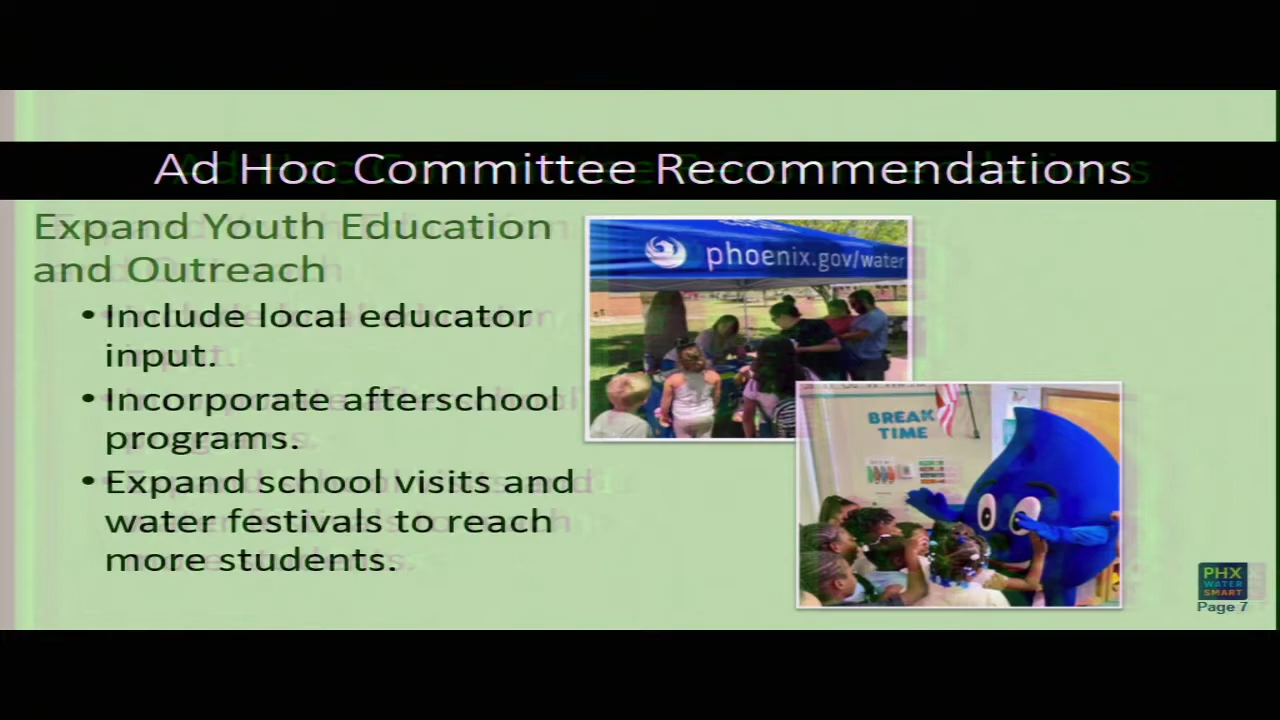 Ad Hoc Committee Recommendations
Expand Youth Education
and Outreach
• Include local educator
input.
• Incorporate afterschool
programs.
• Expand school visits and
water festivals to reach
more students.
phoenix.gov/water
BREAK
TIME
PHX
WATER
SMART
Page 7